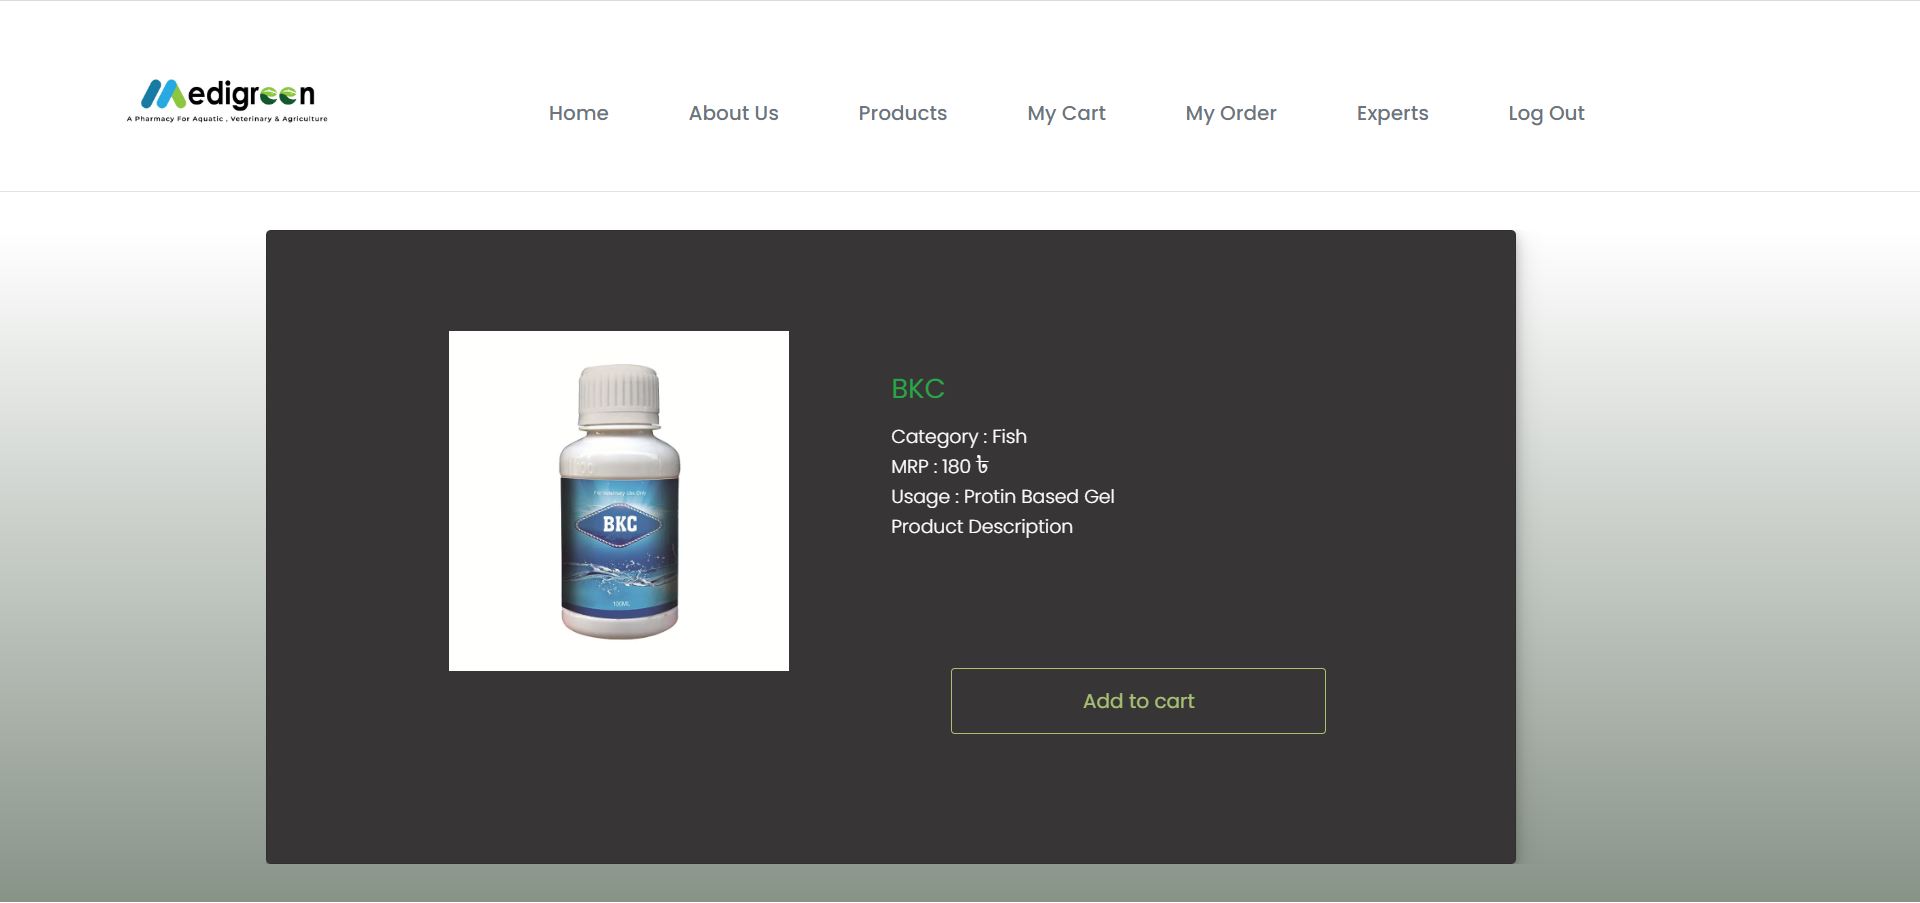 Medigreen
A Pharmacy For Aquatic , Veterinary & Agriculture
Home
About Us
Products
My Cart
My Order
Experts
Log Out
For Veterinary Use Only
BKC
100ML
BKC
Category : Fish
MRP : 180 ৳
Usage : Protin Based Gel
Product Description
Add to cart